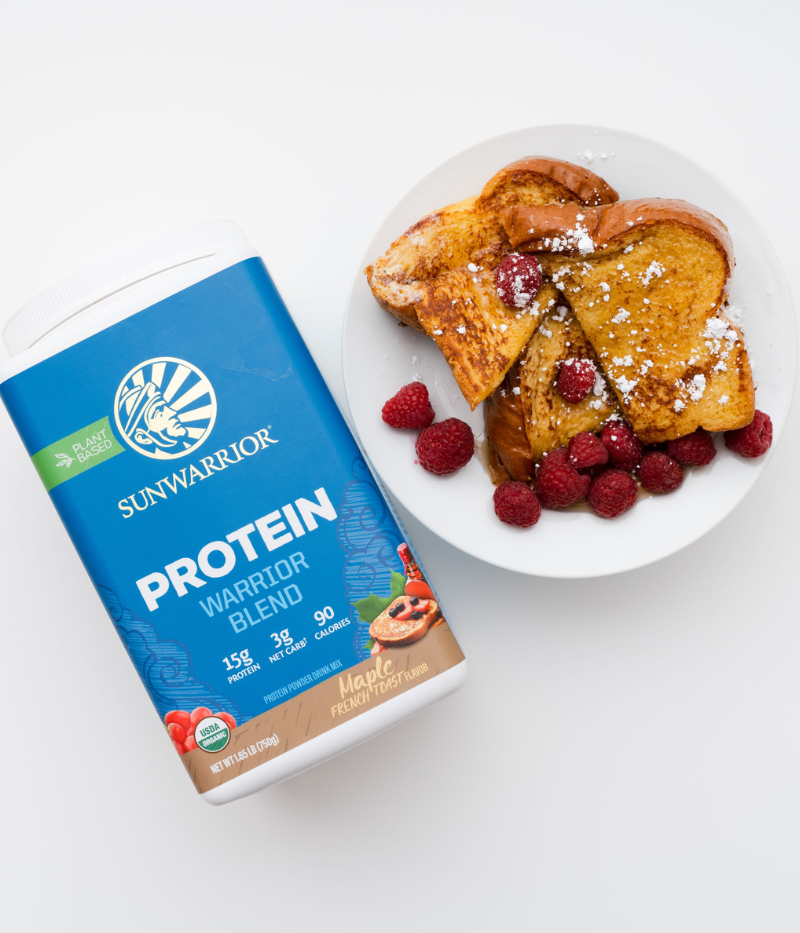 PLANT
BASED
SUNWARRIOR®
PROTEIN
WARRIOR
BLEND
15g
PROTEIN
3g
NET CARB†
90
CALORIES
PROTEIN POWDER DRINK MIX
Maple
FRENCH TOAST FLAVOR
USDA
ORGANIC
NET WT 1.65 LB (750g)